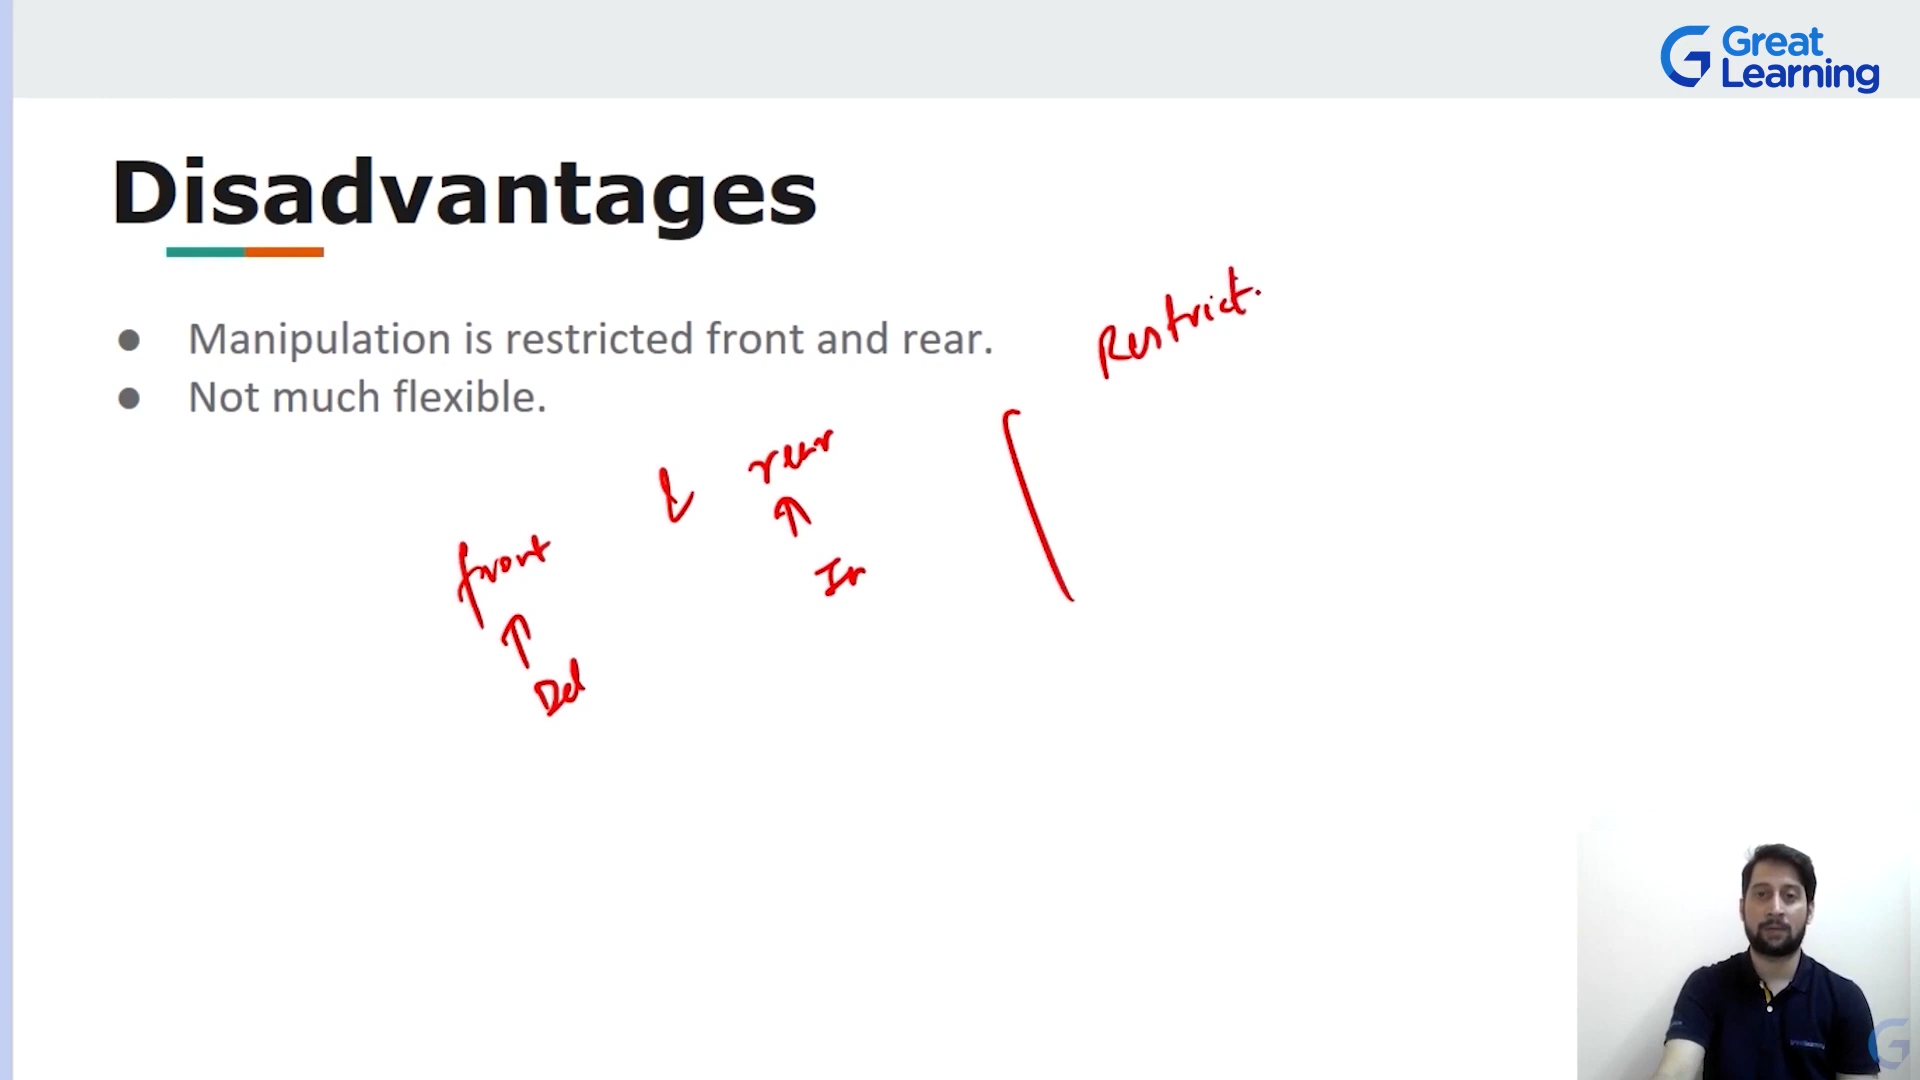 Great
Learning
Disadvantages
● Manipulation is restricted front and rear.
● Not much flexible.
Restrict.
& rear
front
In
Del